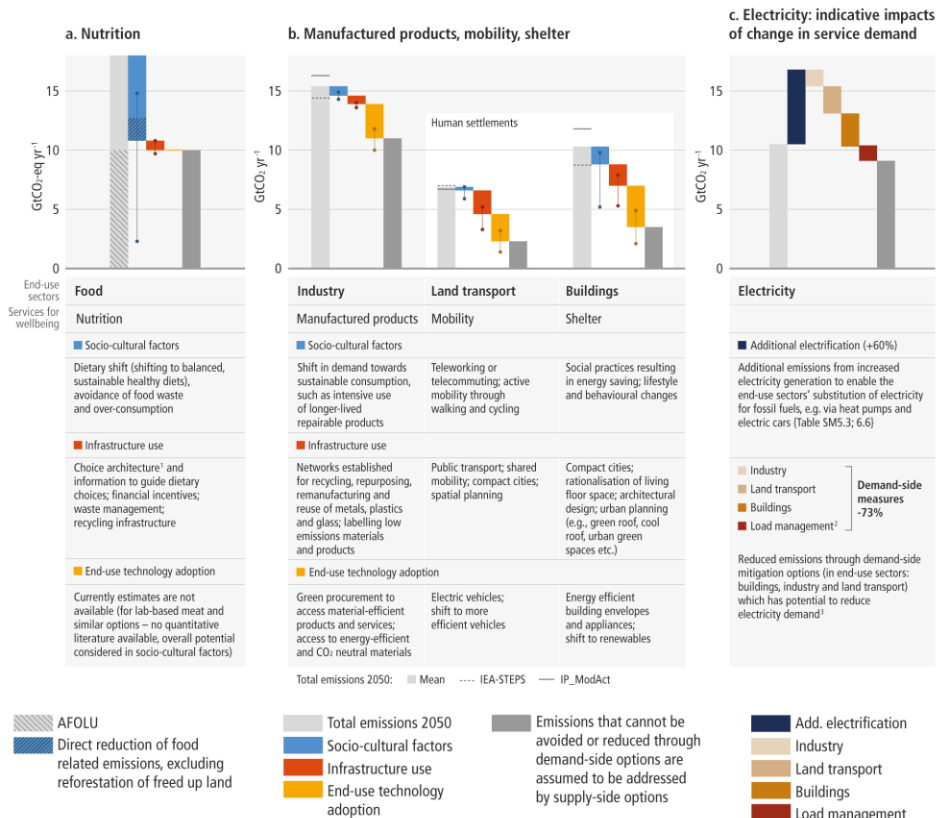 a. Nutrition
b. Manufactured products, mobility, shelter
c. Electricity: indicative impacts
of change in service demand
GtCO₂-eq yr⁻¹
15
10
5
0
GtCO₂ yr⁻¹
15
10
5
0
Human settlements
GtCO₂ yr⁻¹
15
10
5
0
GtCO₂ yr⁻¹
15
10
5
0
End-use
sectors
Services for
wellbeing
Food
Nutrition
Socio-cultural factors
Dietary shift (shifting to balanced,
sustainable healthy diets),
avoidance of food waste
and over-consumption
Infrastructure use
Choice architecture¹ and
information to guide dietary
choices; financial incentives;
waste management;
recycling infrastructure
End-use technology adoption
Currently estimates are not
available (for lab-based meat and
similar options – no quantitative
literature available, overall potential
considered in socio-cultural factors)
Industry
Land transport
Buildings
Manufactured products
Mobility
Shelter
Socio-cultural factors
Shift in demand towards
sustainable consumption,
such as intensive use
of longer-lived
repairable products
Teleworking or
telecommuting; active
mobility through
walking and cycling
Social practices resulting
in energy saving; lifestyle
and behavioural changes
Infrastructure use
Networks established
for recycling, repurposing,
remanufacturing and
reuse of metals, plastics
and glass; labelling low
emissions materials
and products
Public transport; shared
mobility; compact cities;
spatial planning
Compact cities;
rationalisation of living
floor space; architectural
design; urban planning
(e.g., green roof, cool
roof, urban green
spaces etc.)
End-use technology adoption
Green procurement to
access material-efficient
products and services;
access to energy-efficient
and CO₂ neutral materials
Electric vehicles;
shift to more
efficient vehicles
Energy efficient
building envelopes
and appliances;
shift to renewables
Total emissions 2050: Mean IEA-STEPS IP_ModAct
Electricity
Additional electrification (+60%)
Additional emissions from increased
electricity generation to enable the
end-use sectors' substitution of electricity
for fossil fuels, e.g. via heat pumps and
electric cars (Table SM5.3; 6.6)
Industry
Land transport
Buildings
Load management²
Demand-side
measures
-73%
Reduced emissions through demand-side
mitigation options (in end-use sectors:
buildings, industry and land transport)
which has potential to reduce
electricity demand³
AFOLU
Direct reduction of food
related emissions, excluding
reforestation of freed up land
Total emissions 2050
Socio-cultural factors
Infrastructure use
End-use technology
adoption
Emissions that cannot be
avoided or reduced through
demand-side options are
assumed to be addressed
by supply-side options
Add. electrification
Industry
Land transport
Buildings
Load management